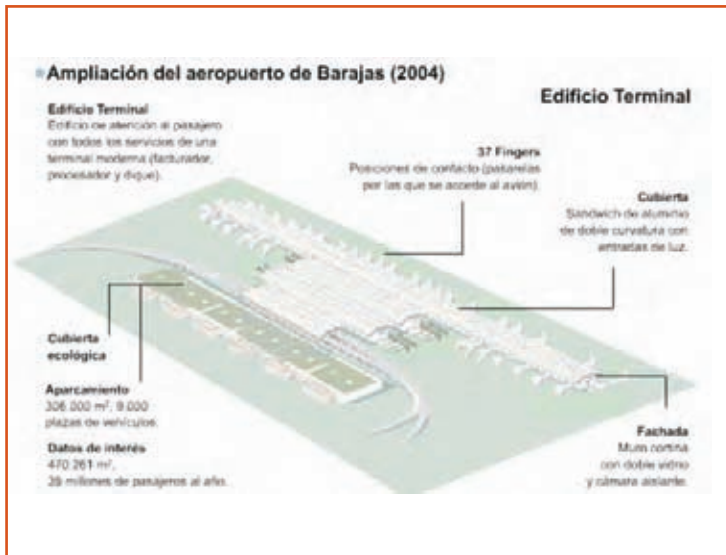 Ampliación del aeropuerto de Barajas (2004)
Edificio Terminal
Edificio Terminal
Edificio de atención al pasajero
con todos los servicios de una
terminal moderna (facturador,
procesador y dique).
37 Fingers
Posiciones de contacto (pasarelas
por las que se accede al avión).
Cubierta
Sandwich de aluminio
de doble curvatura con
entradas de luz.
Cubierta
ecológica
Aparcamiento
306.000 m², 9.000
plazas de vehículos.
Datos de interés
470.261 m²,
millones de pasajeros al año.
Fachada
Muro cortina
con doble vidrio
y cámara aislante.